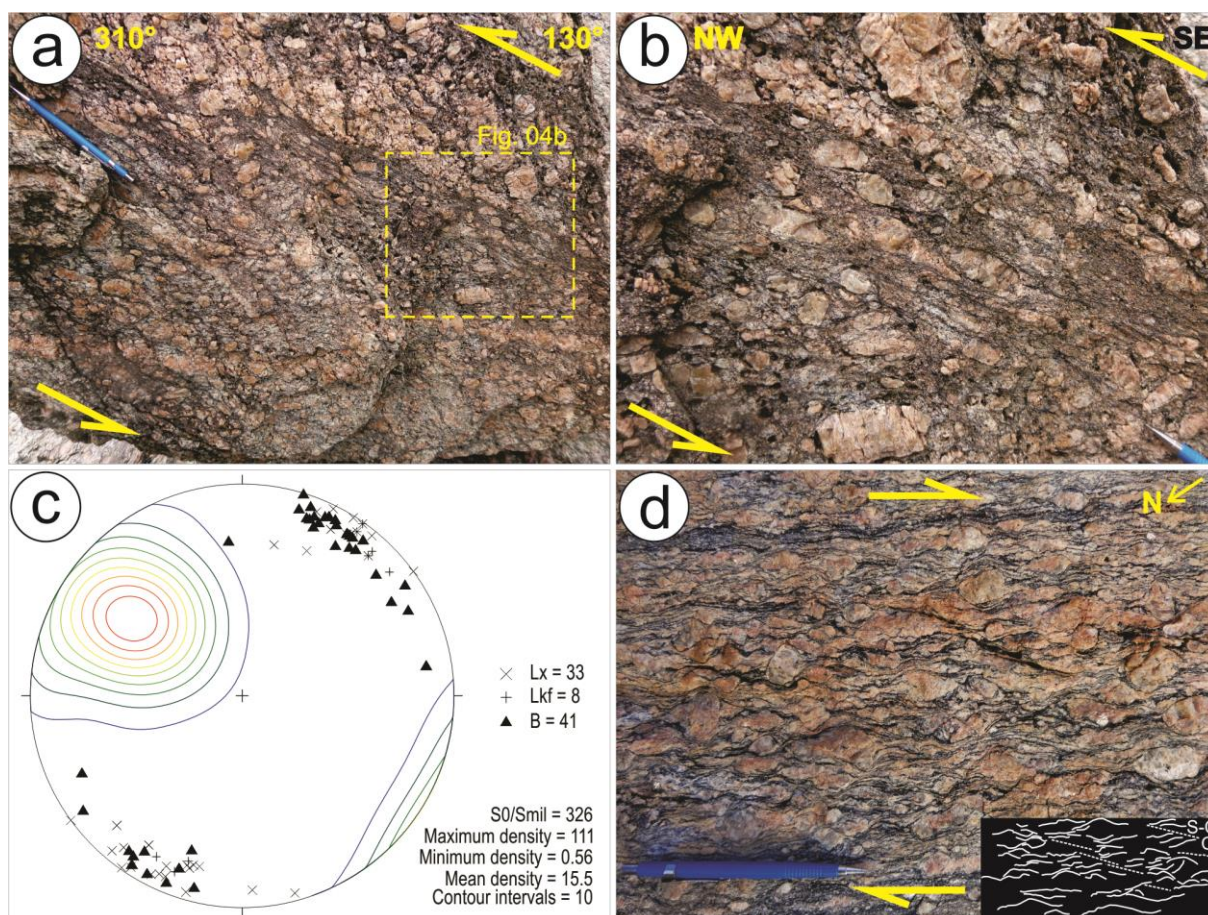 a
310°
130°
Fig. 04b
b
NW
SE
c
Lx = 33
Lkf = 8
B = 41
S0/Smil = 326
Maximum density = 111
Minimum density = 0.56
Mean density = 15.5
Contour intervals = 10
d
N